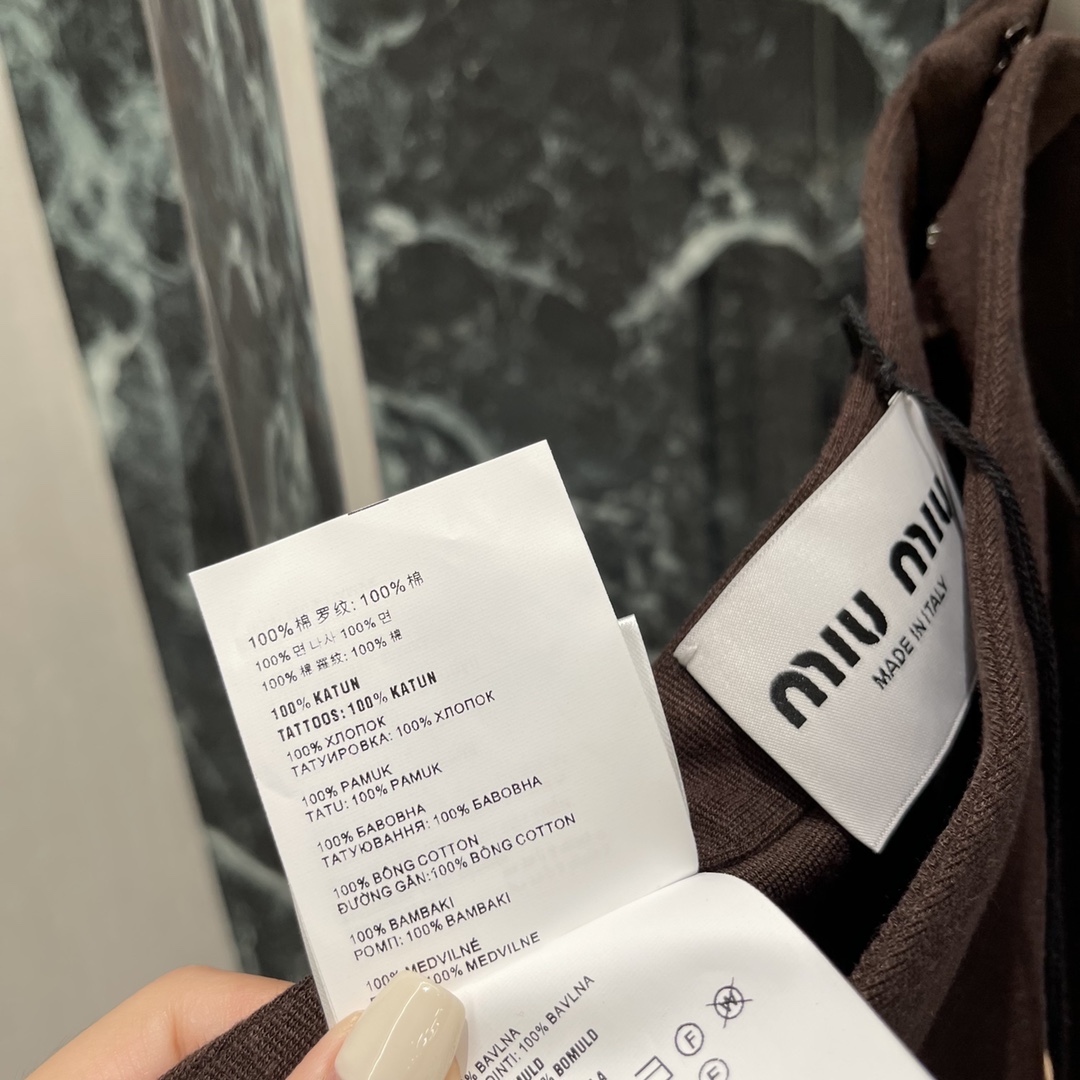 100%棉 罗纹: 100%棉
100% 면 나사 100% 면
100% 棉 羅纹: 100% 棉
100% KATUN
TATTOOS: 100% KATUN
100% ХЛОПОК
ТАТУИРОВКА: 100% ХЛОПОК
100% PAMUK
TATU: 100% PAMUK
100% БАВОВНА
ТАТУЮВАННЯ: 100% БАВОВНА
100% BÔNG COTTON
ĐƯỜNG GÂN:100% BÔNG COTTON
100% BAMBAKI
РОМП: 100% BAMBAKI
100% MEDVILNĖ
100% MEDVILNE
% BAVLNA
100% BAVLNA
% BOMULD
W
F
F
MIU MIU
MADE IN ITALY